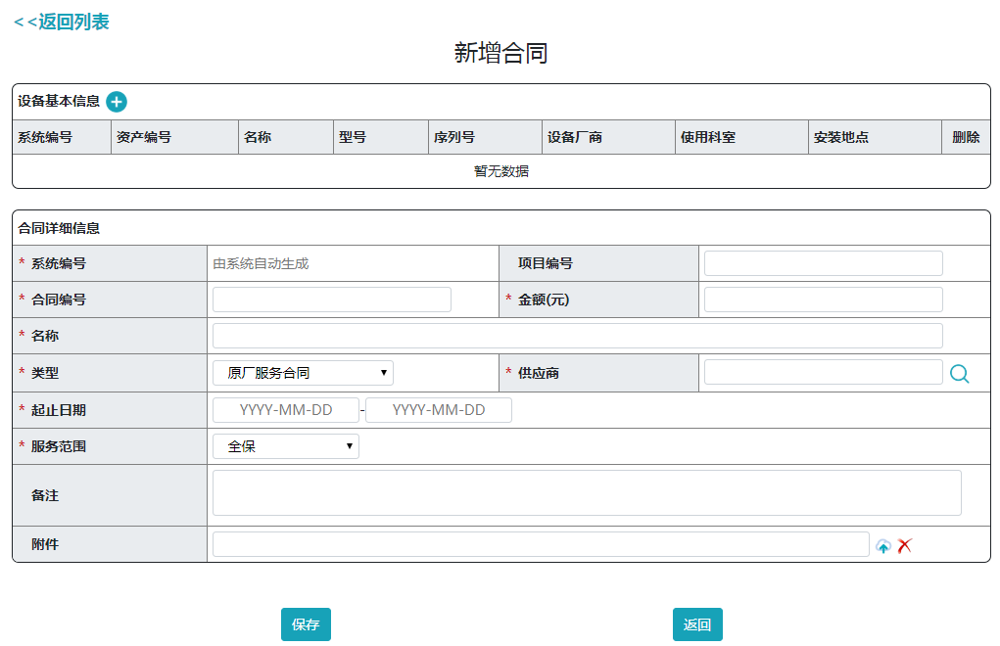 <<返回列表
新增合同
设备基本信息
系统编号 资产编号 名称 型号 序列号 设备厂商 使用科室 安装地点 删除
暂无数据
合同详细信息
* 系统编号 由系统自动生成 项目编号
* 合同编号 * 金额(元)
* 名称
* 类型 原厂服务合同 * 供应商
* 起止日期 YYYY-MM-DD - YYYY-MM-DD
* 服务范围 全保
备注
附件
保存 返回